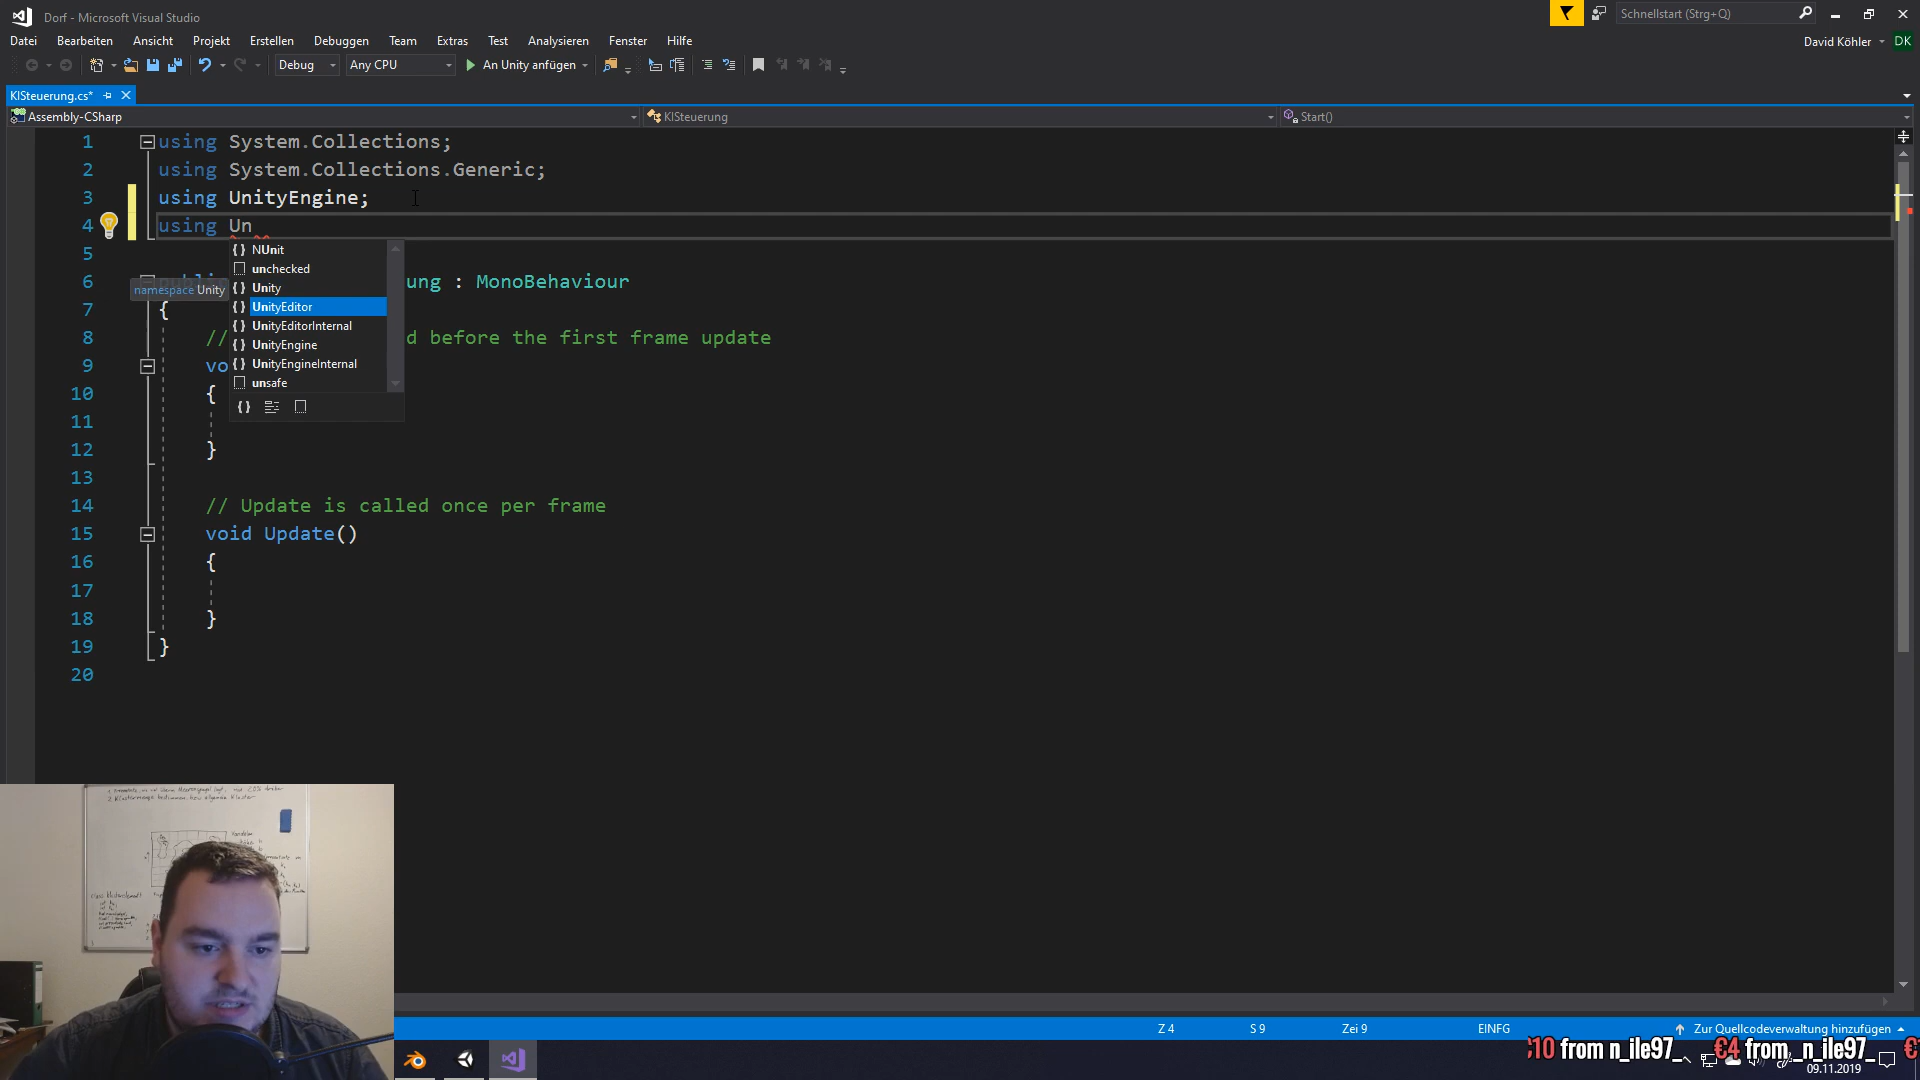 Dorf - Microsoft Visual Studio
Schnellstart (Strg+Q)
Datei Bearbeiten Ansicht Projekt Erstellen Debuggen Team Extras Test Analysieren Fenster Hilfe
David Köhler DK
Debug Any CPU An Unity anfügen
KISteuerung.cs*
Assembly-CSharp KISteuerung Start()
1 using System.Collections;
2 using System.Collections.Generic;
3 using UnityEngine;
4 using Un
5
NUnit
unchecked
Unity
UnityEditor
UnityEditorInternal
UnityEngine
UnityEngineInternal
unsafe
namespace Unity
6 ung : MonoBehaviour
7 {
8 // d before the first frame update
9 vo
10 {
11
12 }
13
14 // Update is called once per frame
15 void Update()
16 {
17
18 }
19 }
20
Z 4 S 9 Zei 9 EINFG Zur Quellcodeverwaltung hinzufügen
10 from n_ile97_ €4 from _n_ile97_ €
09.11.2019